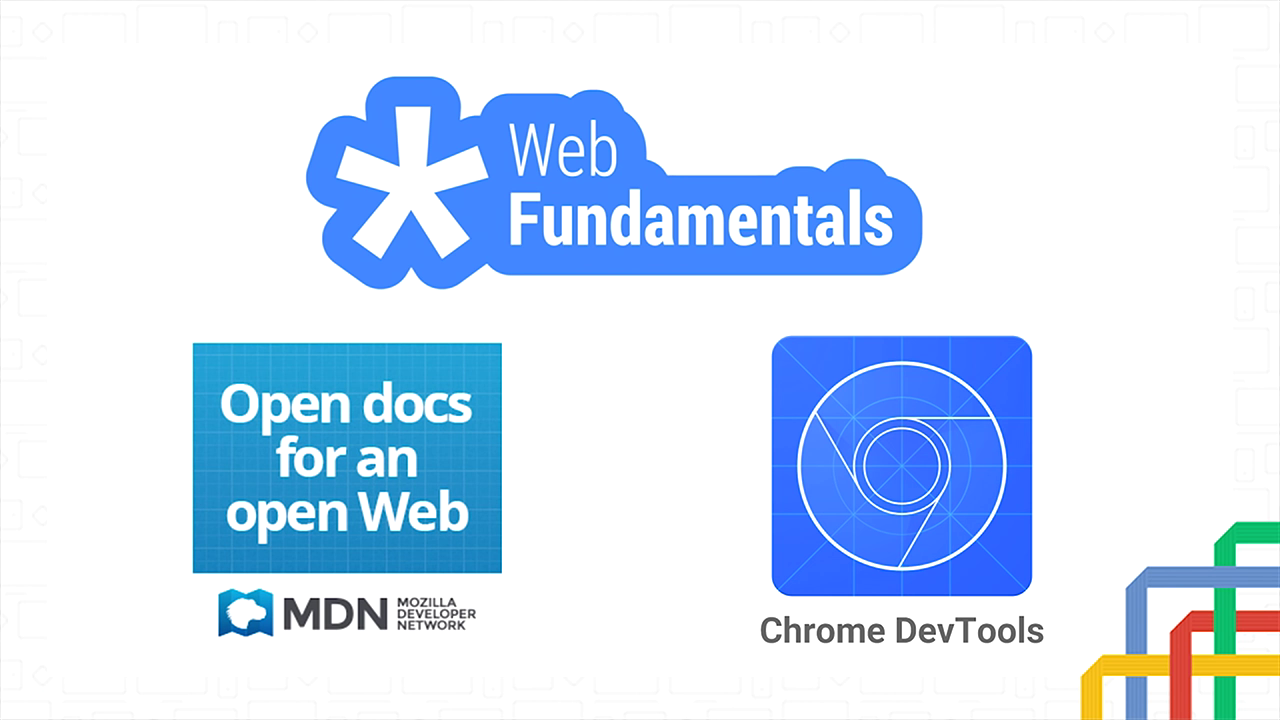 Web
Fundamentals
Open docs
for an
open Web
MDN
MOZILLA
DEVELOPER
NETWORK
Chrome DevTools